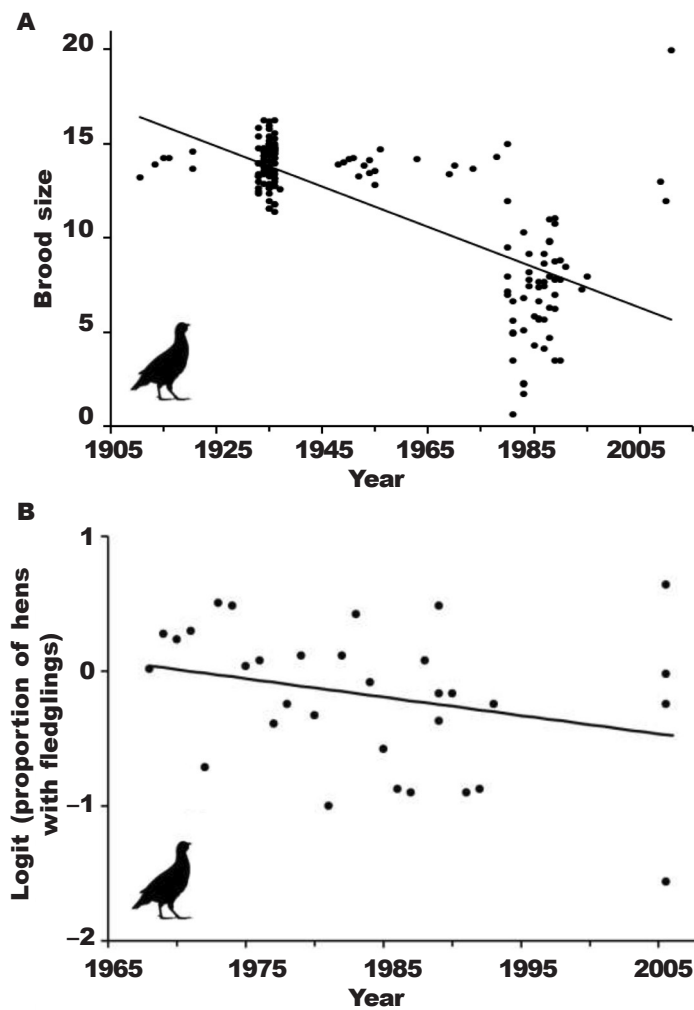 A
20
15
10
5
0
Brood size
1905 1925 1945 1965 1985 2005
Year
B
1
0
−1
−2
Logit (proportion of hens
with fledglings)
1965 1975 1985 1995 2005
Year